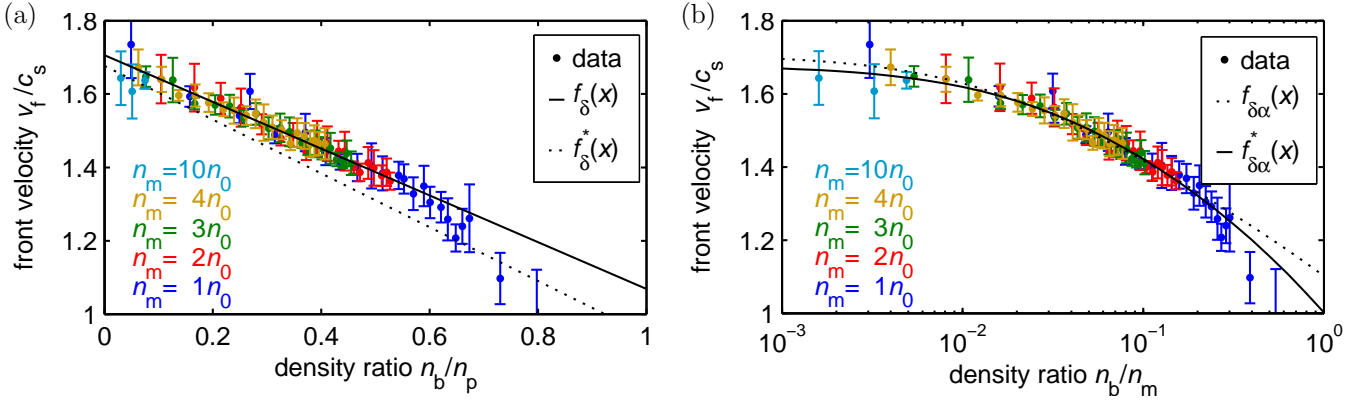 (a)
front velocity v_f/c_s
1.8
1.6
1.4
1.2
1
0
0.2
0.4
0.6
0.8
1
density ratio n_b/n_p
data
f_δ(x)
f*_δ(x)
n_m=10n_0
n_m= 4n_0
n_m= 3n_0
n_m= 2n_0
n_m= 1n_0
(b)
front velocity v_f/c_s
1.8
1.6
1.4
1.2
1
10^−3
10^−2
10^−1
10^0
density ratio n_b/n_m
data
f_δα(x)
f*_δα(x)
n_m=10n_0
n_m= 4n_0
n_m= 3n_0
n_m= 2n_0
n_m= 1n_0